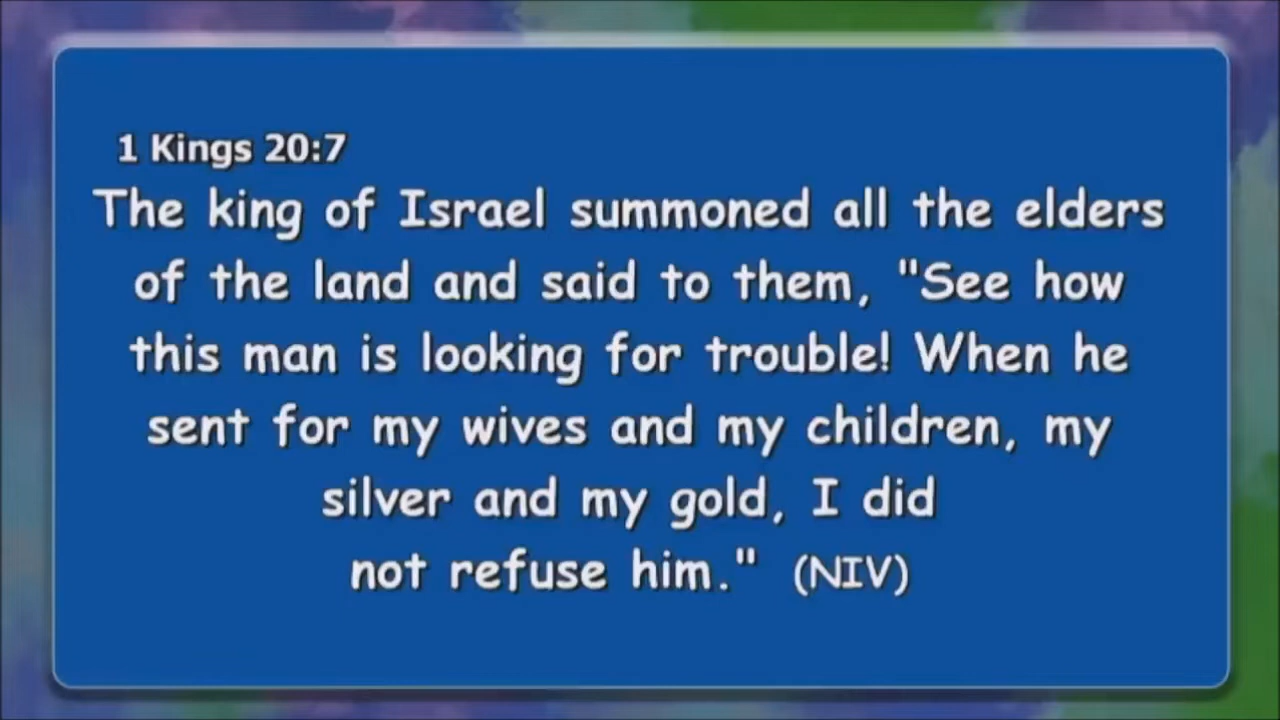 1 Kings 20:7
The king of Israel summoned all the elders
of the land and said to them, "See how
this man is looking for trouble! When he
sent for my wives and my children, my
silver and my gold, I did
not refuse him." (NIV)